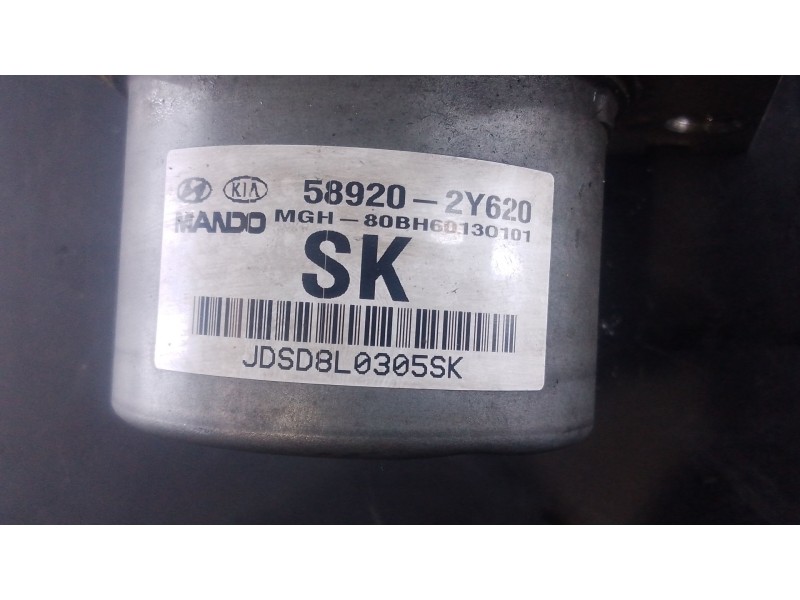 KIA 58920-2Y620
MANDO MGH-80BH60130101
SK
JDSD8L0305SK